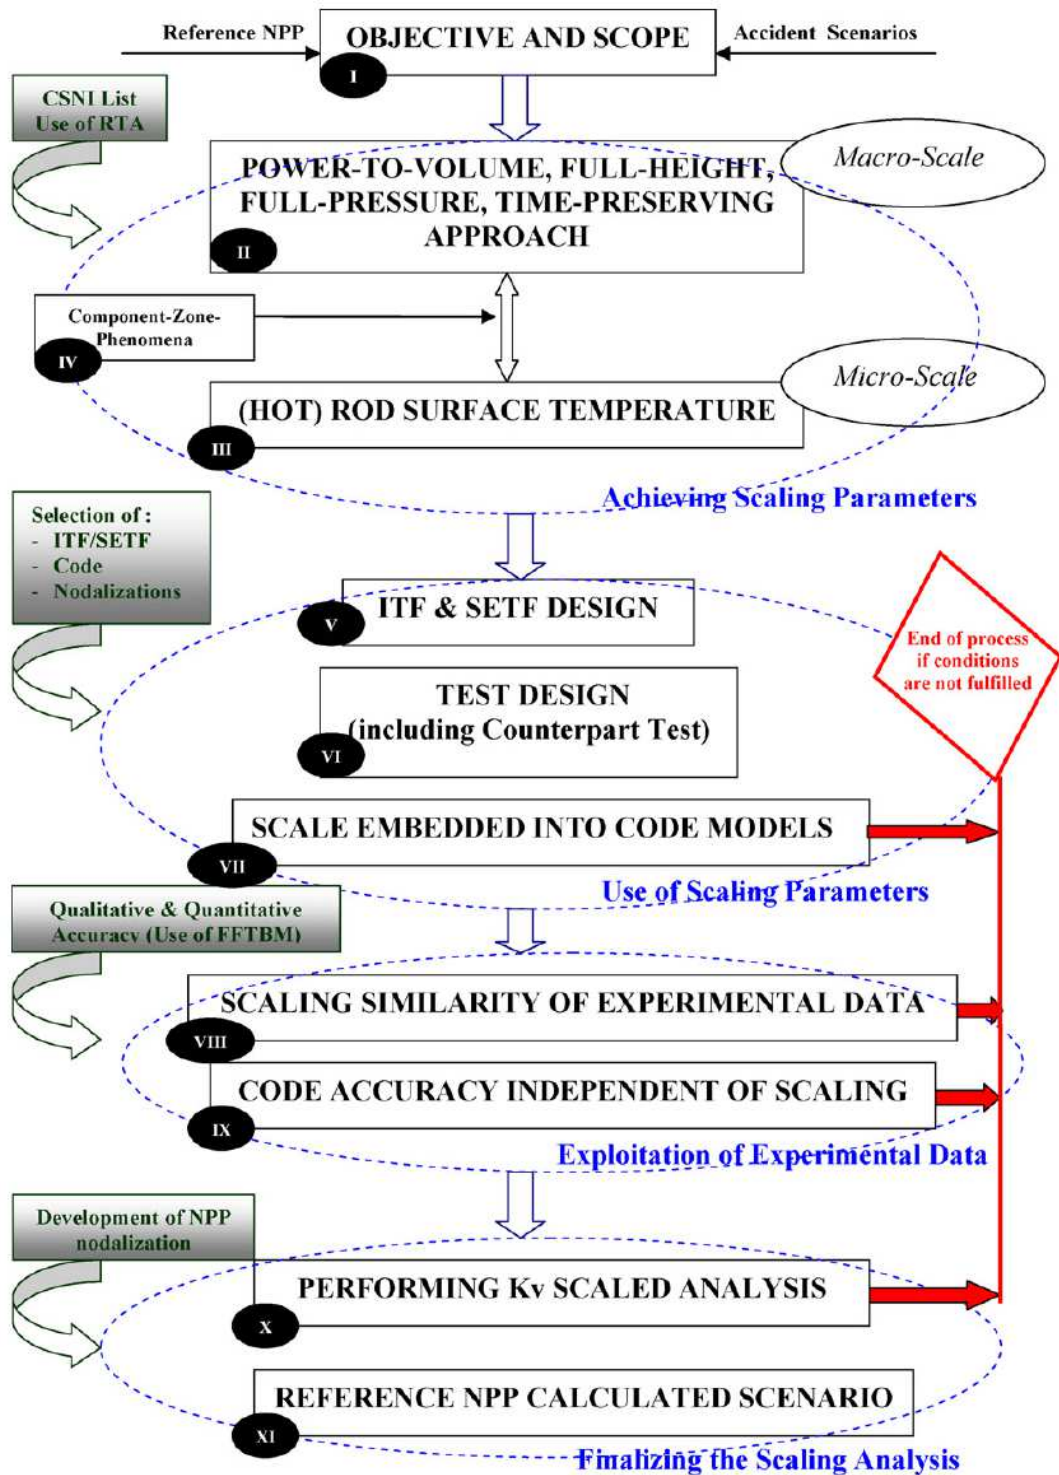 Reference NPP
OBJECTIVE AND SCOPE
Accident Scenarios
I
CSNI List
Use of RTA
Macro-Scale
POWER-TO-VOLUME, FULL-HEIGHT,
FULL-PRESSURE, TIME-PRESERVING
APPROACH
II
Component-Zone-
Phenomena
IV
Micro-Scale
(HOT) ROD SURFACE TEMPERATURE
III
Achieving Scaling Parameters
Selection of :
- ITF/SETF
- Code
- Nodalizations
ITF & SETF DESIGN
V
End of process
if conditions
are not fulfilled
TEST DESIGN
(including Counterpart Test)
VI
SCALE EMBEDDED INTO CODE MODELS
VII
Use of Scaling Parameters
Qualitative & Quantitative
Accuracy (Use of FFTBM)
SCALING SIMILARITY OF EXPERIMENTAL DATA
VIII
CODE ACCURACY INDEPENDENT OF SCALING
IX
Exploitation of Experimental Data
Development of NPP
nodalization
PERFORMING Kv SCALED ANALYSIS
X
REFERENCE NPP CALCULATED SCENARIO
XI
Finalizing the Scaling Analysis